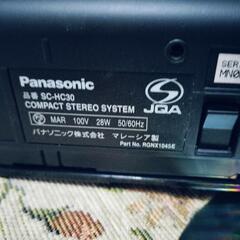 Panasonic
品番 SC-HC30
COMPACT STEREO SYSTEM
MAR 100V 28W 50/60Hz
パナソニック株式会社 マレーシア製
Part No. RGNX1045E
S
JQA
PS
E
SER